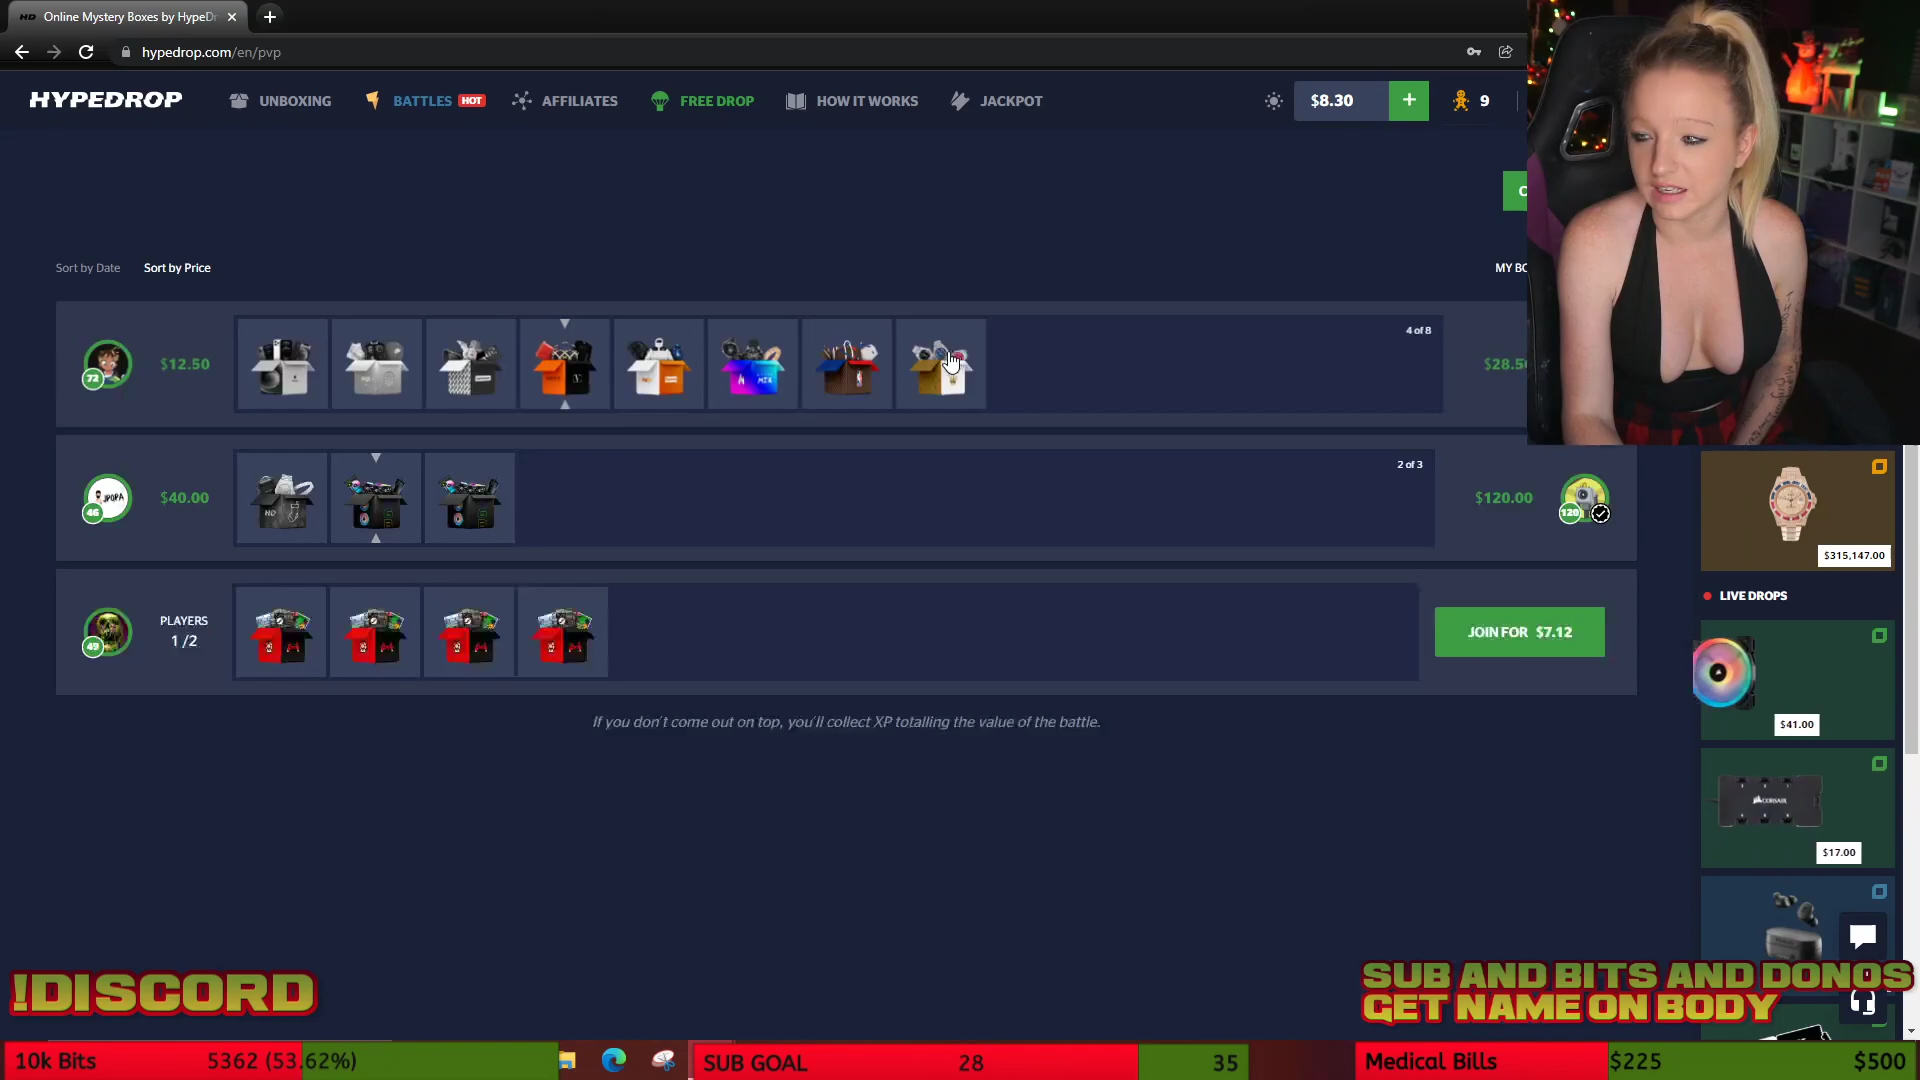 Online Mystery Boxes by HypeDr
hypedrop.com/en/pvp
HYPEDROP
UNBOXING
BATTLES HOT
AFFILIATES
FREE DROP
HOW IT WORKS
JACKPOT
$8.30
+
9
Sort by Date
Sort by Price
MY BO
72
$12.50
4 of 8
$28.50
46
JPOPA
$40.00
HD
2 of 3
$120.00
120
$315,147.00
LIVE DROPS
49
PLAYERS
1 /2
JOIN FOR $7.12
$41.00
If you don't come out on top, you'll collect XP totalling the value of the battle.
CORSAIR
$17.00
!DISCORD
SUB AND BITS AND DONOS
GET NAME ON BODY
10k Bits 5362 (53.62%)
SUB GOAL 28 35
Medical Bills $225 $500